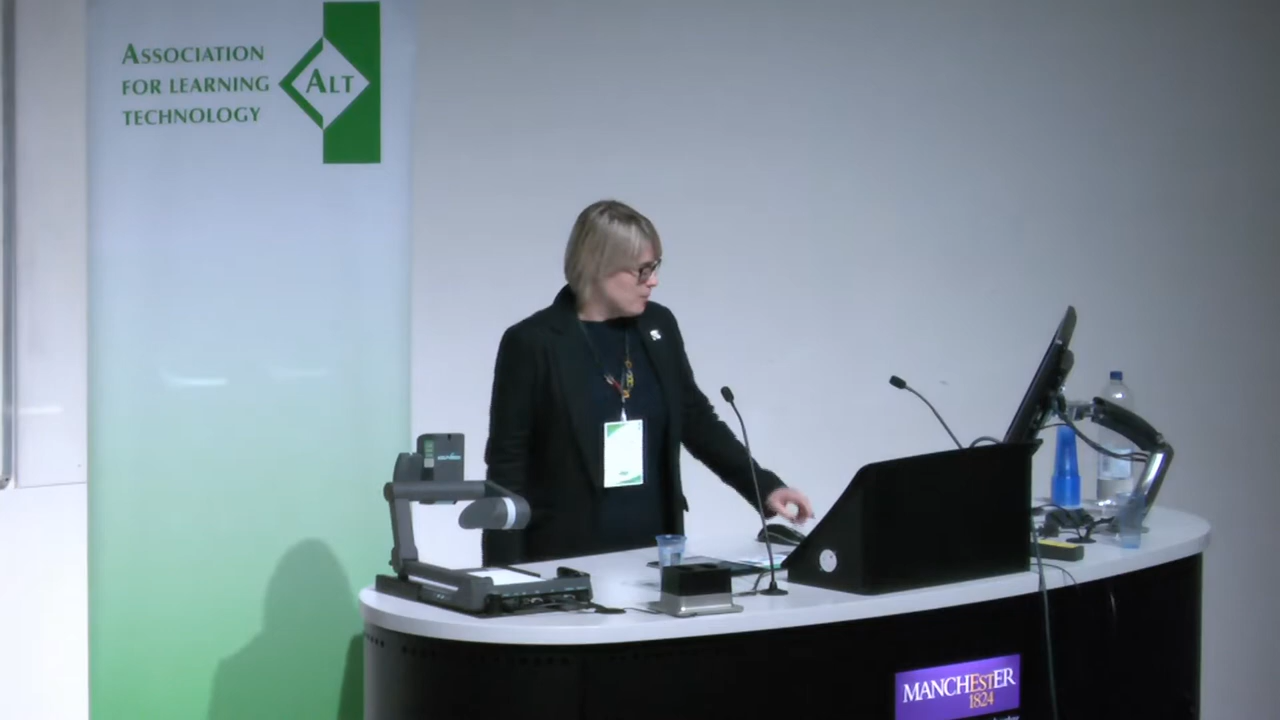 ASSOCIATION
FOR LEARNING
TECHNOLOGY
ALT
MANCHEstER
1824